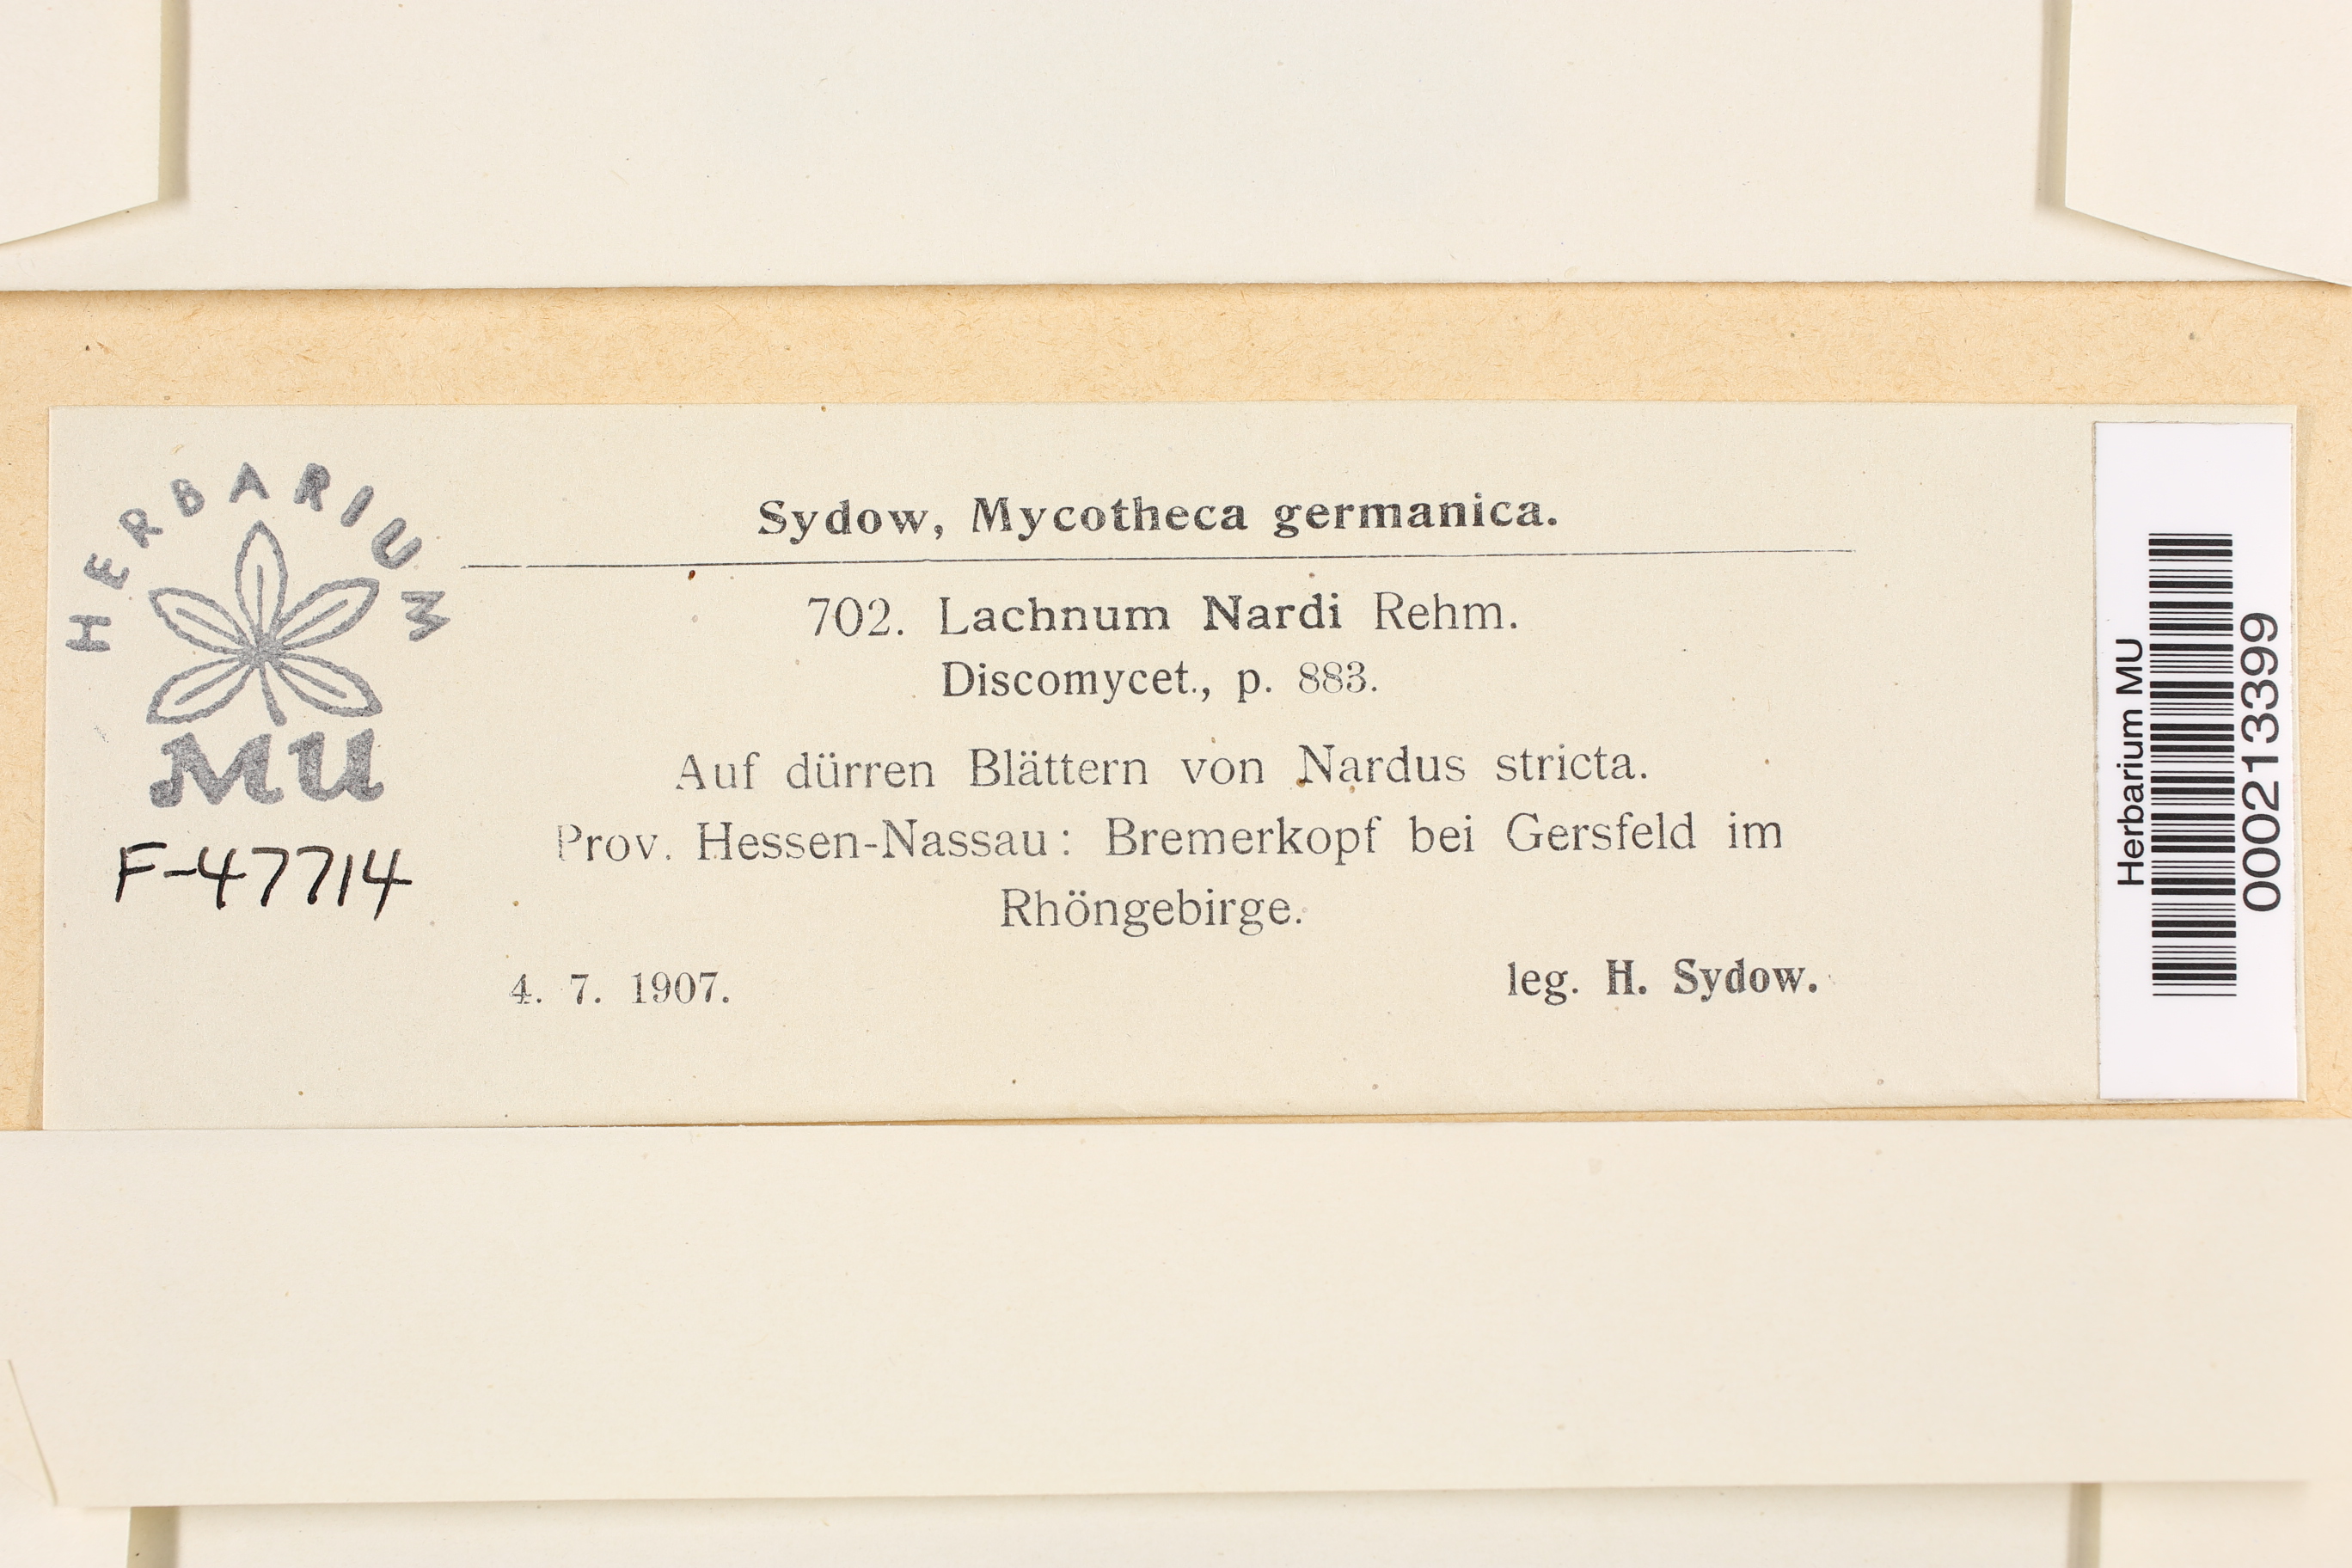 HERBARIUM
MU
F-47714
Sydow, Mycotheca germanica.
702. Lachnum Nardi Rehm.
Discomycet., p. 883.
Auf dürren Blättern von Nardus stricta.
Prov. Hessen-Nassau: Bremerkopf bei Gersfeld im
Rhöngebirge.
4. 7. 1907.
leg. H. Sydow.
Herbarium MU
000213399